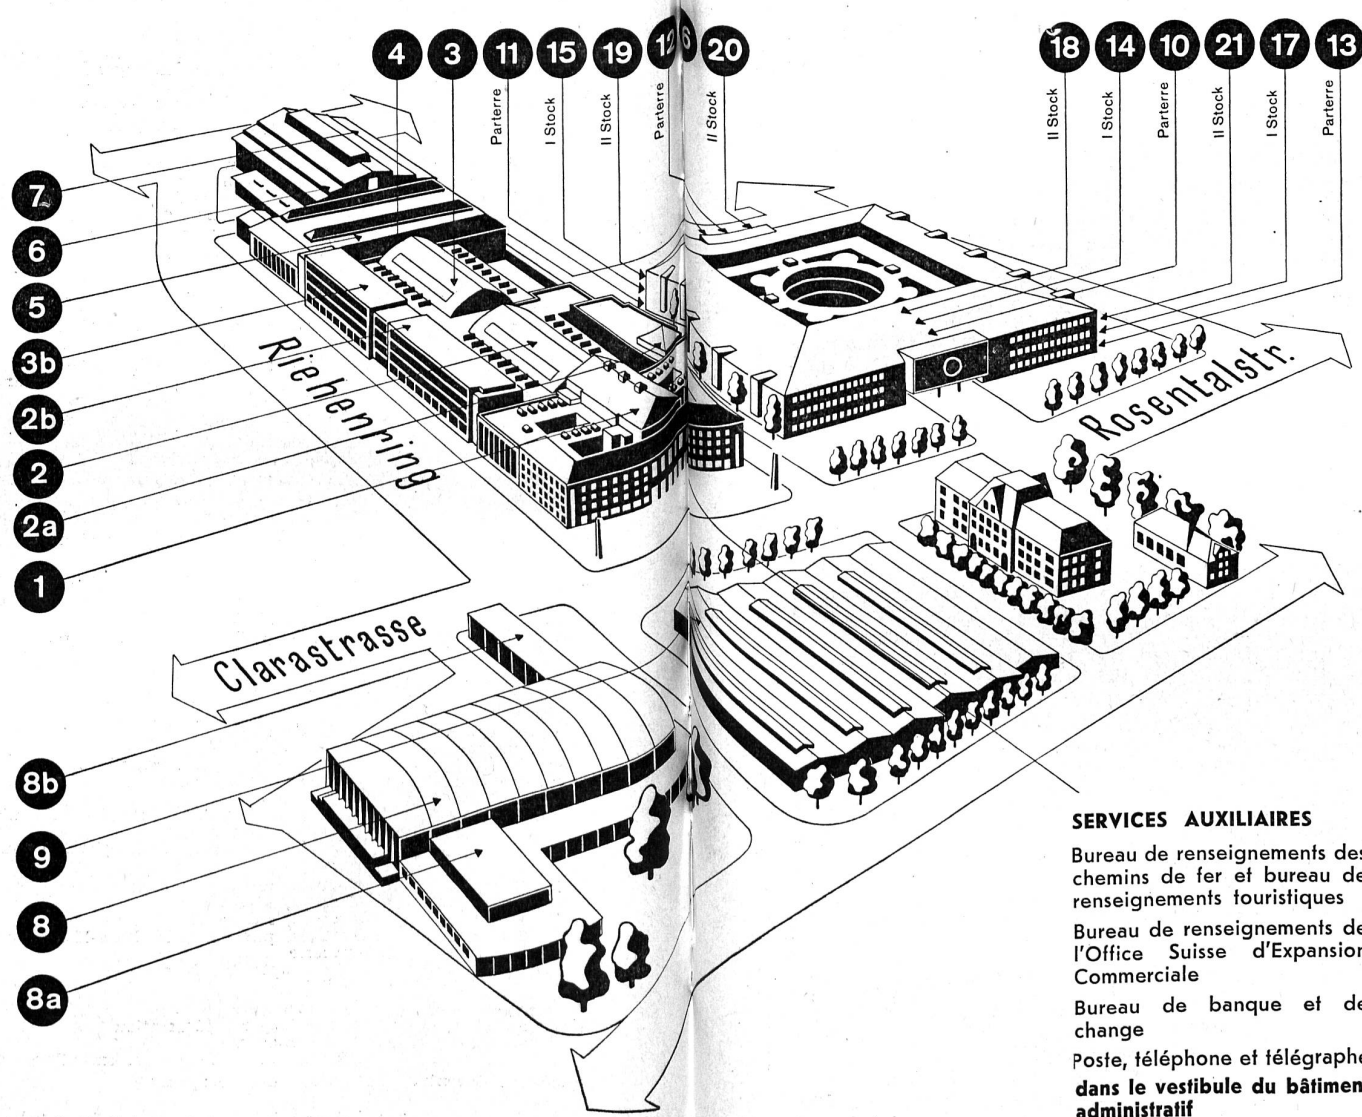 4 3 11 15 19 12 6 20 18 14 10 21 17 13
Parterre
I Stock
II Stock
Parterre
II Stock
II Stock
I Stock
Parterre
II Stock
I Stock
Parterre
7
6
5
3b
2b
2
2a
1
Riehenring
Rosentalstr.
Clarastrasse
8b
9
8
8a
SERVICES AUXILIAIRES
Bureau de renseignements des
chemins de fer et bureau de
renseignements touristiques
Bureau de renseignements de
l'Office Suisse d'Expansion
Commerciale
Bureau de banque et de
change
Poste, téléphone et télégraphe
dans le vestibule du bâtimen
administratif